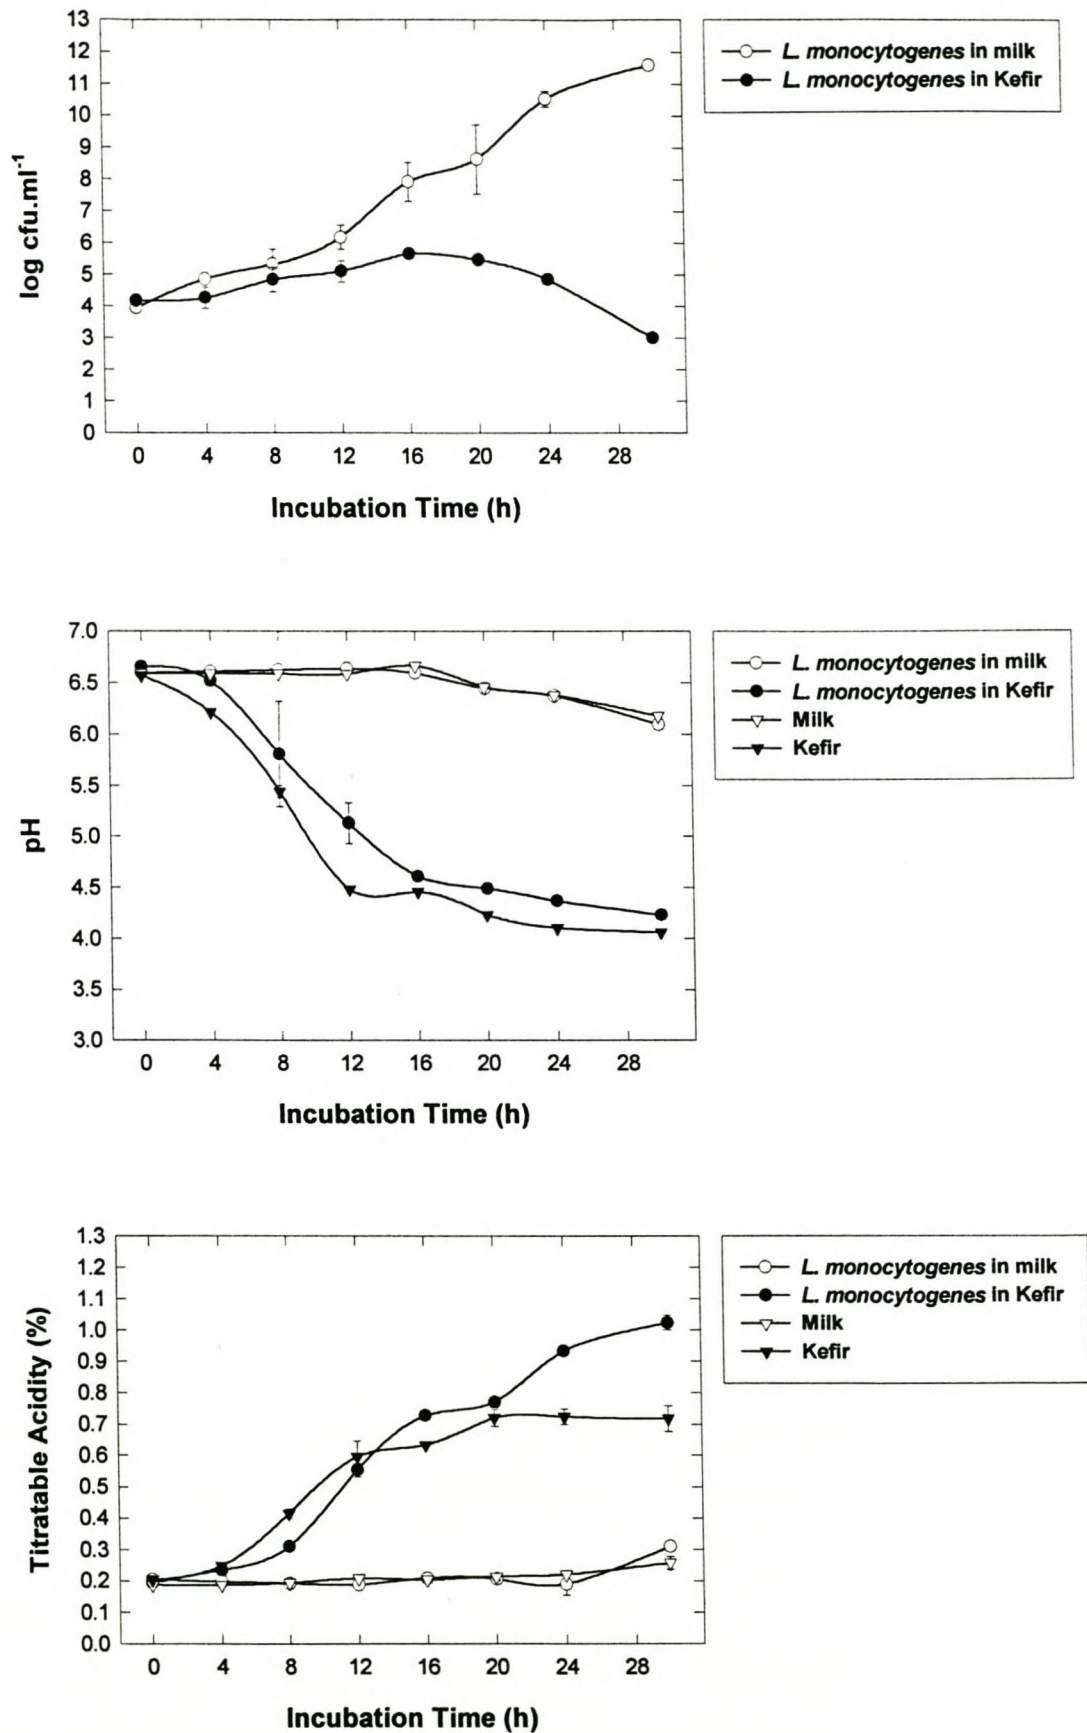 13
12
11
10
9
8
7
6
5
4
3
2
1
0
log cfu.ml⁻¹
0 4 8 12 16 20 24 28
Incubation Time (h)
L. monocytogenes in milk
L. monocytogenes in Kefir
7.0
6.5
6.0
5.5
5.0
4.5
4.0
3.5
3.0
pH
0 4 8 12 16 20 24 28
Incubation Time (h)
L. monocytogenes in milk
L. monocytogenes in Kefir
Milk
Kefir
1.3
1.2
1.1
1.0
0.9
0.8
0.7
0.6
0.5
0.4
0.3
0.2
0.1
0.0
Titratable Acidity (%)
0 4 8 12 16 20 24 28
Incubation Time (h)
L. monocytogenes in milk
L. monocytogenes in Kefir
Milk
Kefir